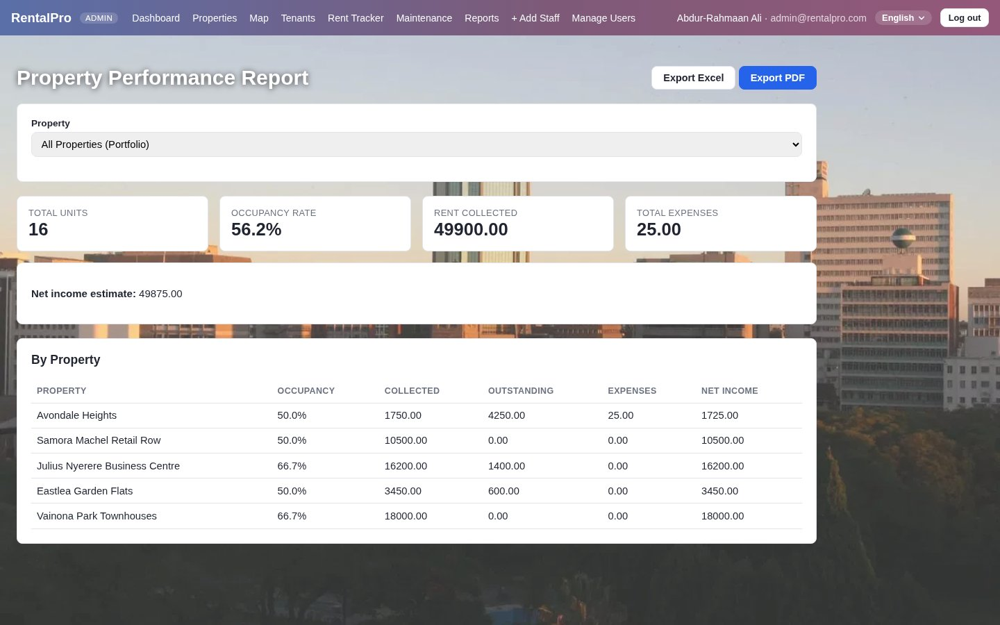 RentalPro ADMIN Dashboard Properties Map Tenants Rent Tracker Maintenance Reports + Add Staff Manage Users Abdur-Rahmaan Ali · admin@rentalpro.com English Log out
Property Performance Report Export Excel Export PDF
Property
All Properties (Portfolio)
TOTAL UNITS OCCUPANCY RATE RENT COLLECTED TOTAL EXPENSES
16 56.2% 49900.00 25.00
Net income estimate: 49875.00
By Property
PROPERTY OCCUPANCY COLLECTED OUTSTANDING EXPENSES NET INCOME
Avondale Heights 50.0% 1750.00 4250.00 25.00 1725.00
Samora Machel Retail Row 50.0% 10500.00 0.00 0.00 10500.00
Julius Nyerere Business Centre 66.7% 16200.00 1400.00 0.00 16200.00
Eastlea Garden Flats 50.0% 3450.00 600.00 0.00 3450.00
Vainona Park Townhouses 66.7% 18000.00 0.00 0.00 18000.00